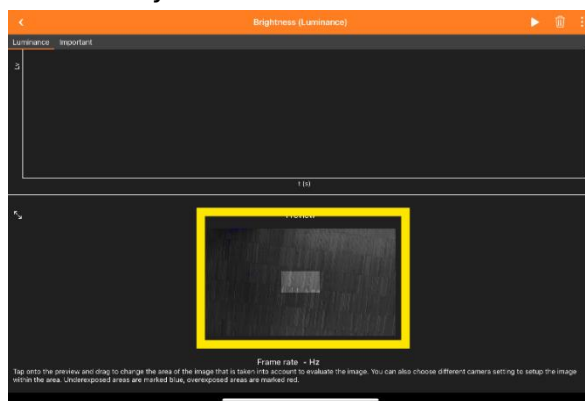 Brightness (Luminance)
Luminance Important
t (s)
Preview
Frame rate - Hz
Tap onto the preview and drag to change the area of the image that is taken into account to evaluate the image. You can also choose different camera setting to setup the image
within the area. Underexposed areas are marked blue, overexposed areas are marked red.